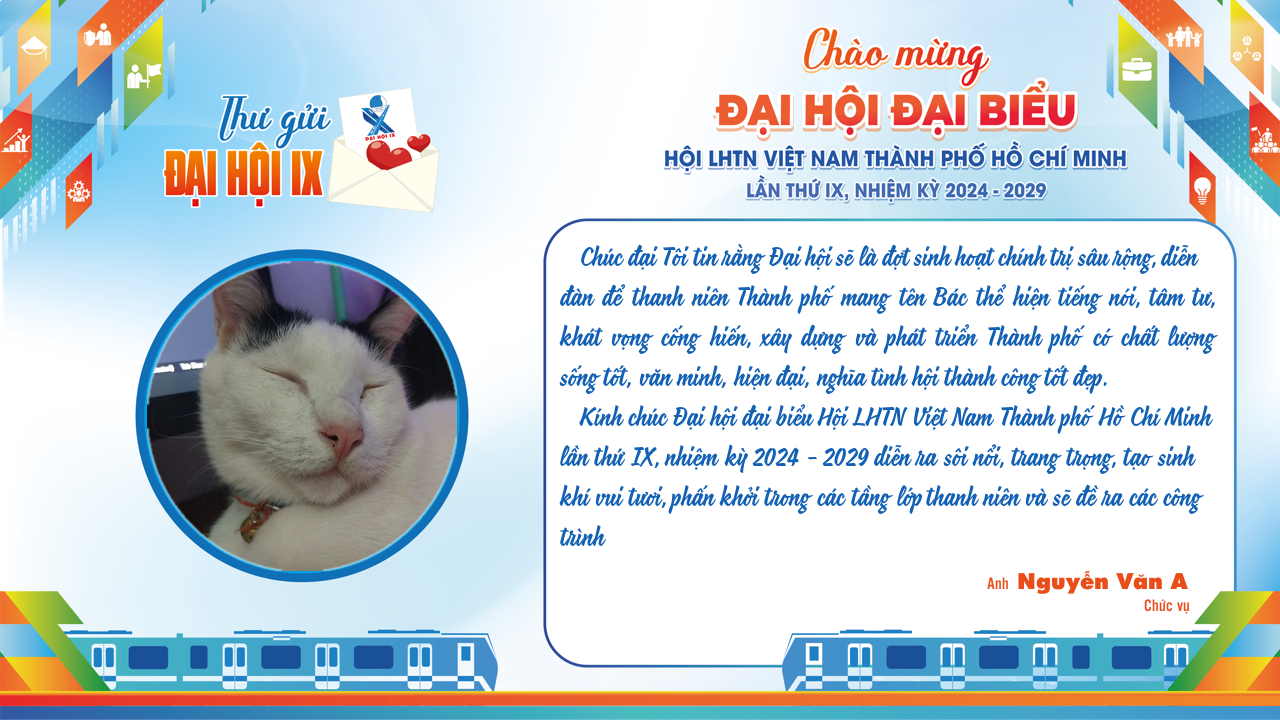 Thư gửi
ĐẠI HỘI IX
ĐẠI HỘI IX
Chào mừng
ĐẠI HỘI ĐẠI BIỂU
HỘI LHTN VIỆT NAM THÀNH PHỐ HỒ CHÍ MINH
LẦN THỨ IX, NHIỆM KỲ 2024 - 2029
Chúc đại Tôi tin rằng Đại hội sẽ là đợt sinh hoạt chính trị sâu rộng, diễn
đàn để thanh niên Thành phố mang tên Bác thể hiện tiếng nói, tâm tư,
khát vọng cống hiến, xây dựng và phát triển Thành phố có chất lượng
sống tốt, văn minh, hiện đại, nghĩa tình hội thành công tốt đẹp.
Kính chúc Đại hội đại biểu Hội LHTN Việt Nam Thành phố Hồ Chí Minh
lần thứ IX, nhiệm kỳ 2024 - 2029 diễn ra sôi nổi, trang trọng, tạo sinh
khí vui tươi, phấn khởi trong các tầng lớp thanh niên và sẽ đề ra các công
trình
Anh Nguyễn Văn A
Chức vụ